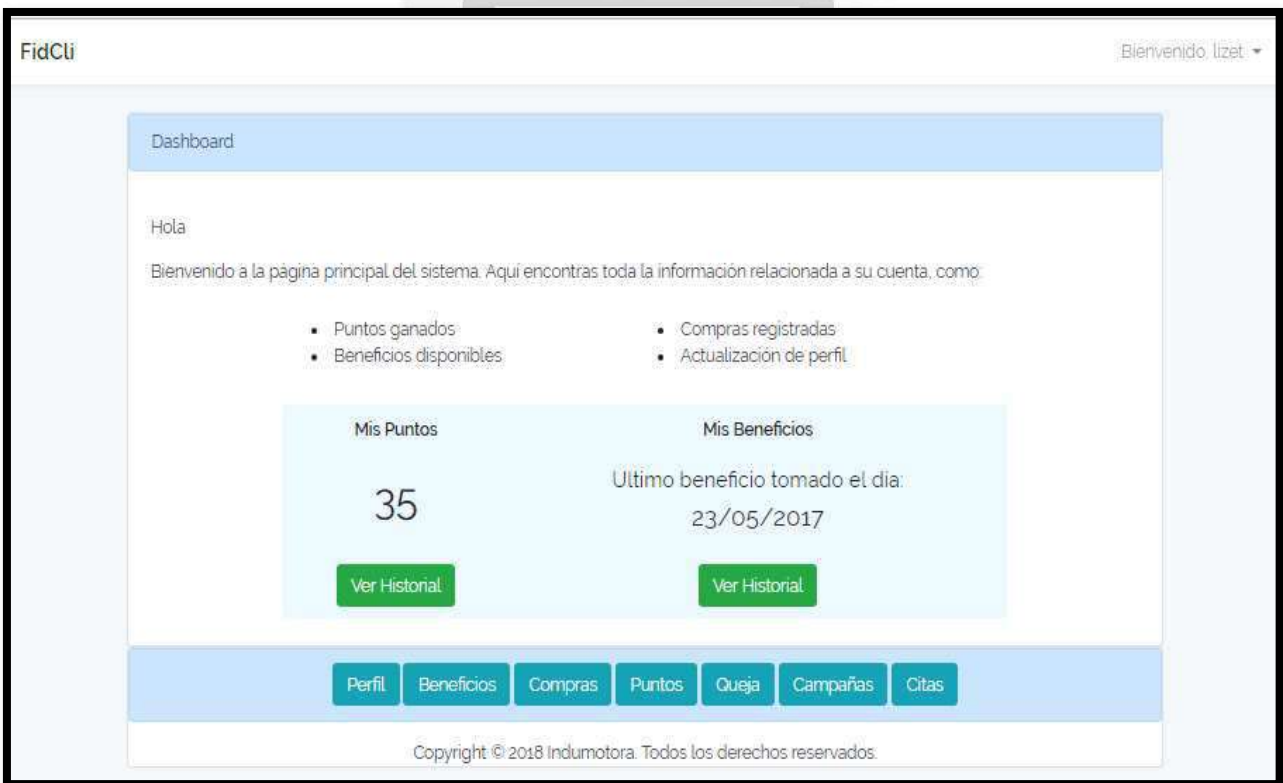 FidCli
Bienvenido, lizet
Dashboard
Hola
Bienvenido a la página principal del sistema. Aquí encontras toda la información relacionada a su cuenta, como:
Puntos ganados
Beneficios disponibles
Compras registradas
Actualización de perfil
Mis Puntos
Mis Beneficios
35
Ultimo beneficio tomado el día:
23/05/2017
Ver Historial
Ver Historial
Perfil Beneficios Compras Puntos Queja Campañas Citas
Copyright © 2018 Indumotora. Todos los derechos reservados.